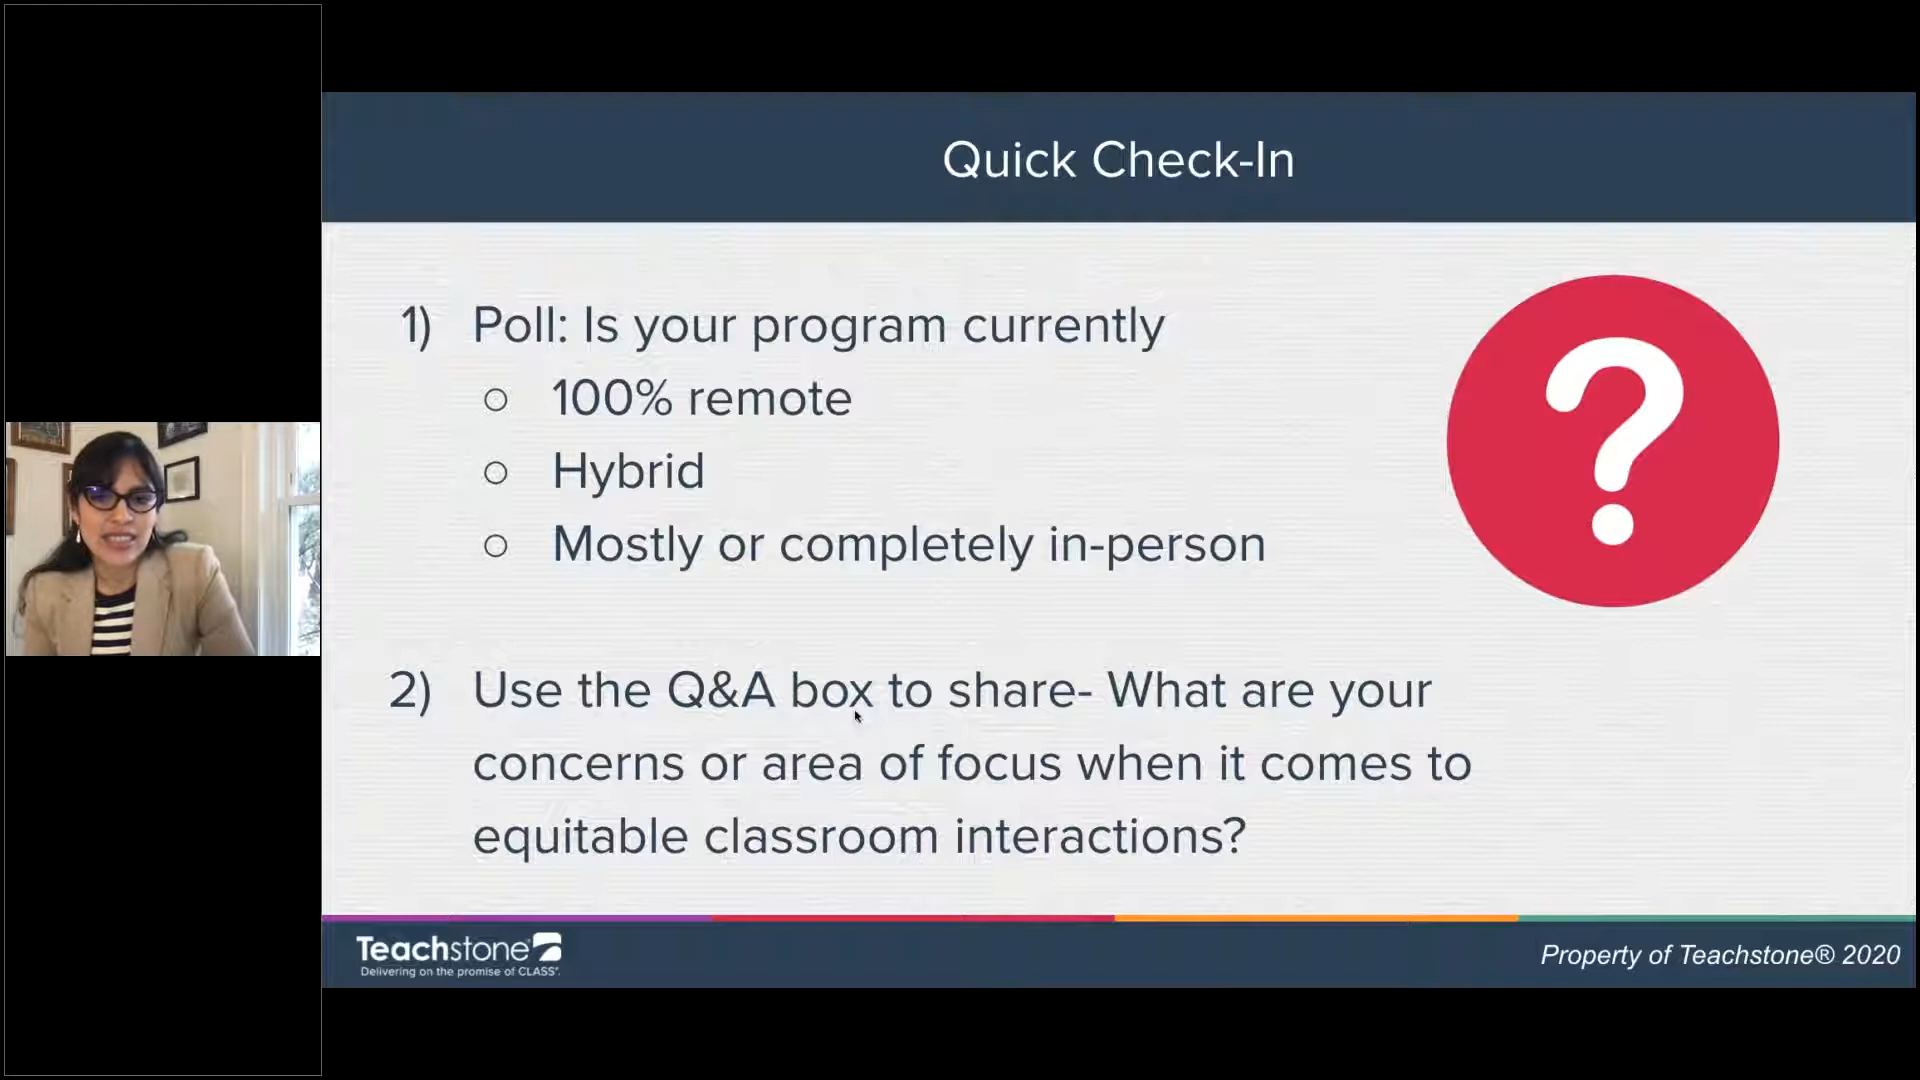 Quick Check-In
1) Poll: Is your program currently
○ 100% remote
○ Hybrid
○ Mostly or completely in-person
2) Use the Q&A box to share- What are your
concerns or area of focus when it comes to
equitable classroom interactions?
Teachstone
Delivering on the promise of CLASS®.
Property of Teachstone® 2020